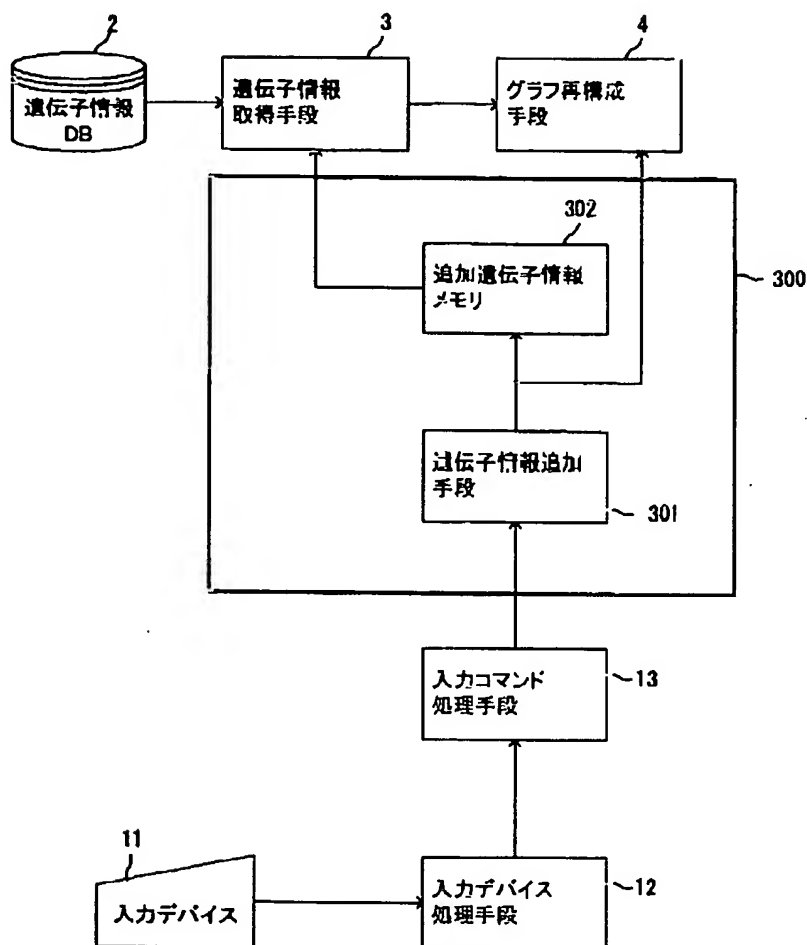 2
3
4
遺伝子情報
DB
遺伝子情報
取得手段
グラフ再構成
手段
302
追加遺伝子情報
メモリ
300
遺伝子情報追加
手段
301
入力コマンド
処理手段
13
11
入力デバイス
入力デバイス
処理手段
12